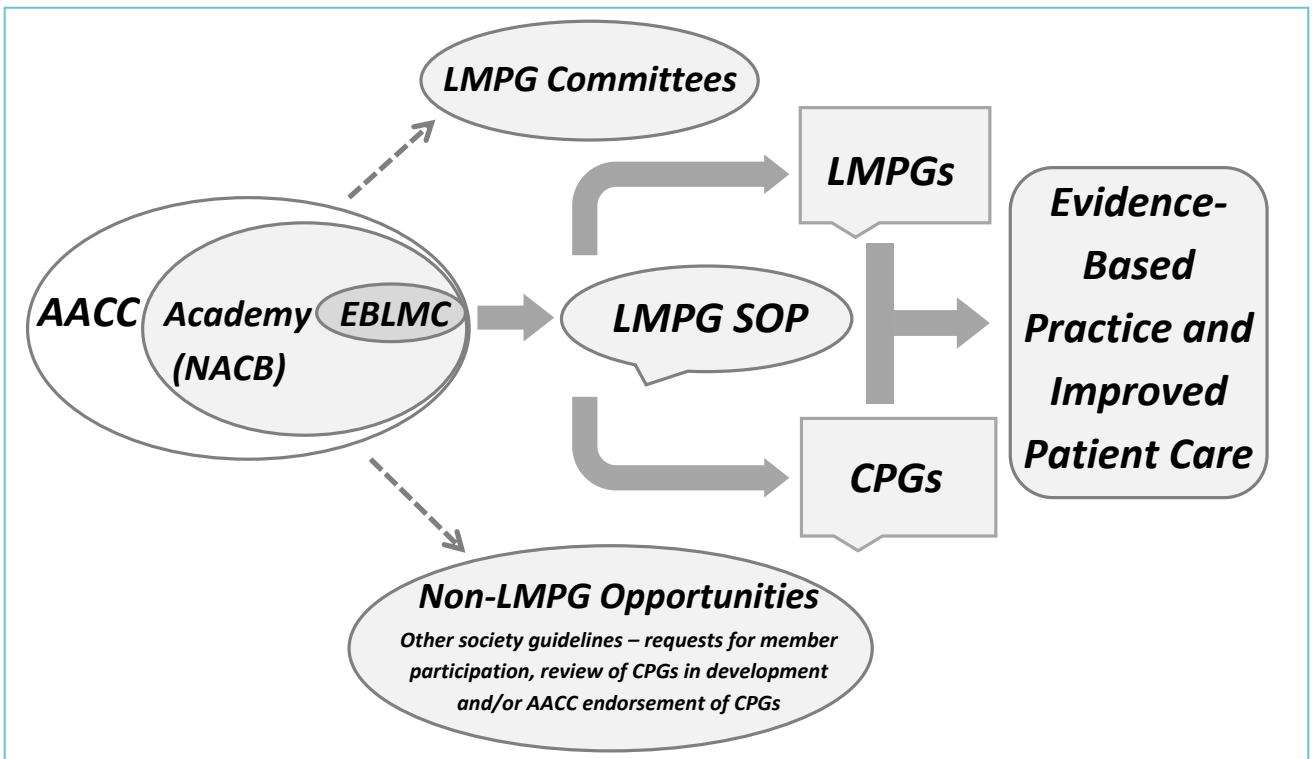 LMPG Committees
LMPGs
Evidence-
Based
Practice and
Improved
Patient Care
AACC
Academy
(NACB)
EBLMC
LMPG SOP
CPGs
Non-LMPG Opportunities
Other society guidelines – requests for member
participation, review of CPGs in development
and/or AACC endorsement of CPGs